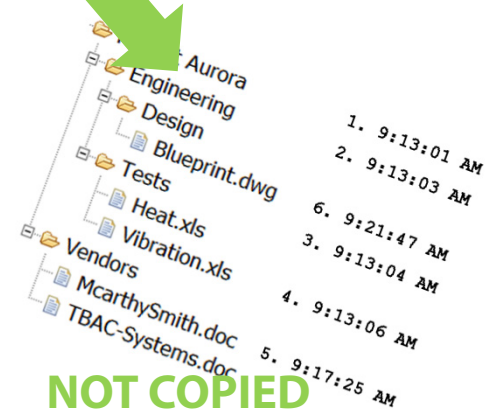 Aurora
Engineering
Design
Blueprint.dwg
Tests
Heat.xls
Vibration.xls
Vendors
McarthySmith.doc
TBAC-Systems.doc
1. 9:13:01 AM
2. 9:13:03 AM
6. 9:21:47 AM
3. 9:13:04 AM
4. 9:13:06 AM
5. 9:17:25 AM
NOT COPIED